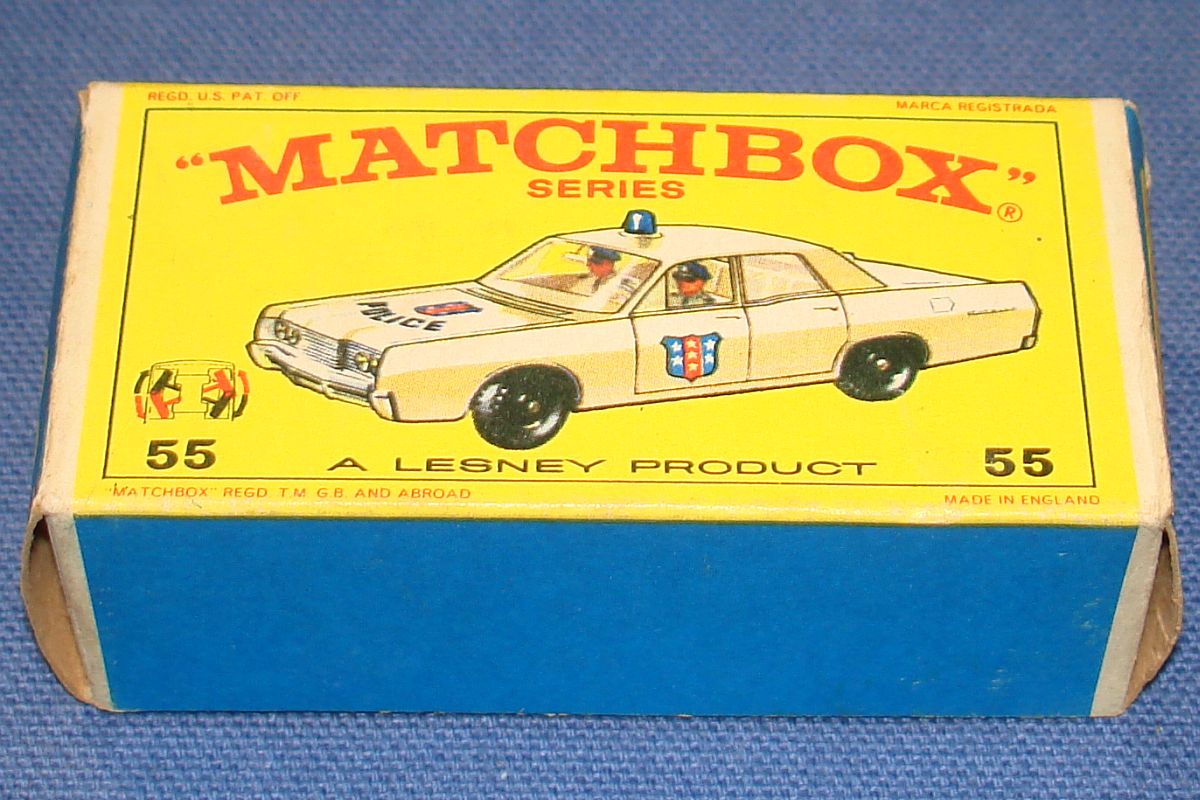 REGD. U.S. PAT. OFF
MARCA REGISTRADA
"MATCHBOX"®
SERIES
POLICE
55
A LESNEY PRODUCT
55
"MATCHBOX" REGD. T.M. G.B. AND ABROAD
MADE IN ENGLAND